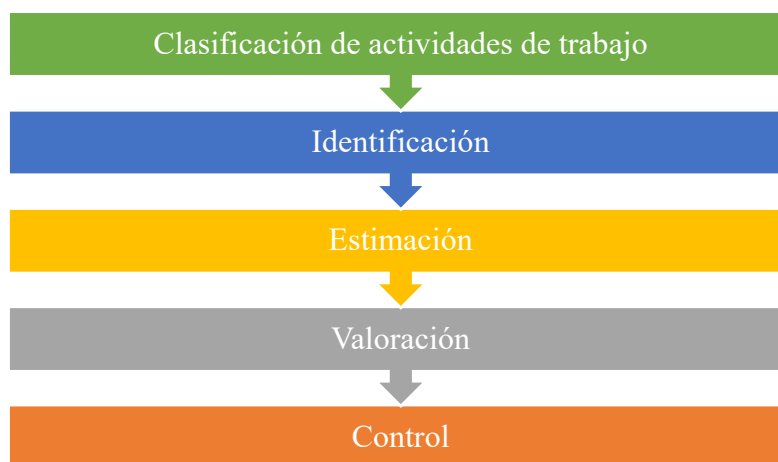 Clasificación de actividades de trabajo
Identificación
Estimación
Valoración
Control